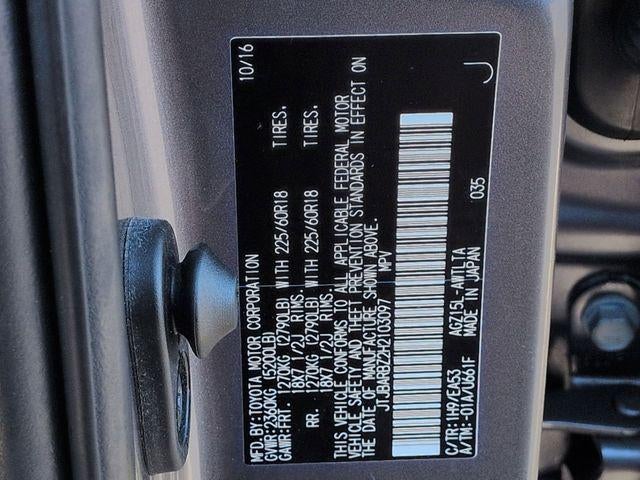 MFD.BY:TOYOTA MOTOR CORPORATION 10/16
GVWR:2360KG (5200LB)
GAWR:FRT. 1270KG (2790LB) WITH 225/60R18 TIRES.
18X7 1/2J RIMS.
RR. 1270KG (2790LB) WITH 225/60R18 TIRES.
18X7 1/2J RIMS.
THIS VEHICLE CONFORMS TO ALL APPLICABLE FEDERAL MOTOR
VEHICLE SAFETY AND THEFT PREVENTION STANDARDS IN EFFECT ON
THE DATE OF MANUFACTURE SHOWN ABOVE.
JTJBARBZ2H2103097 MPV
C/TR:1H9/EA53 AGZ15L-AWTLTA 035 J
A/TM:-01A/U661F MADE IN JAPAN